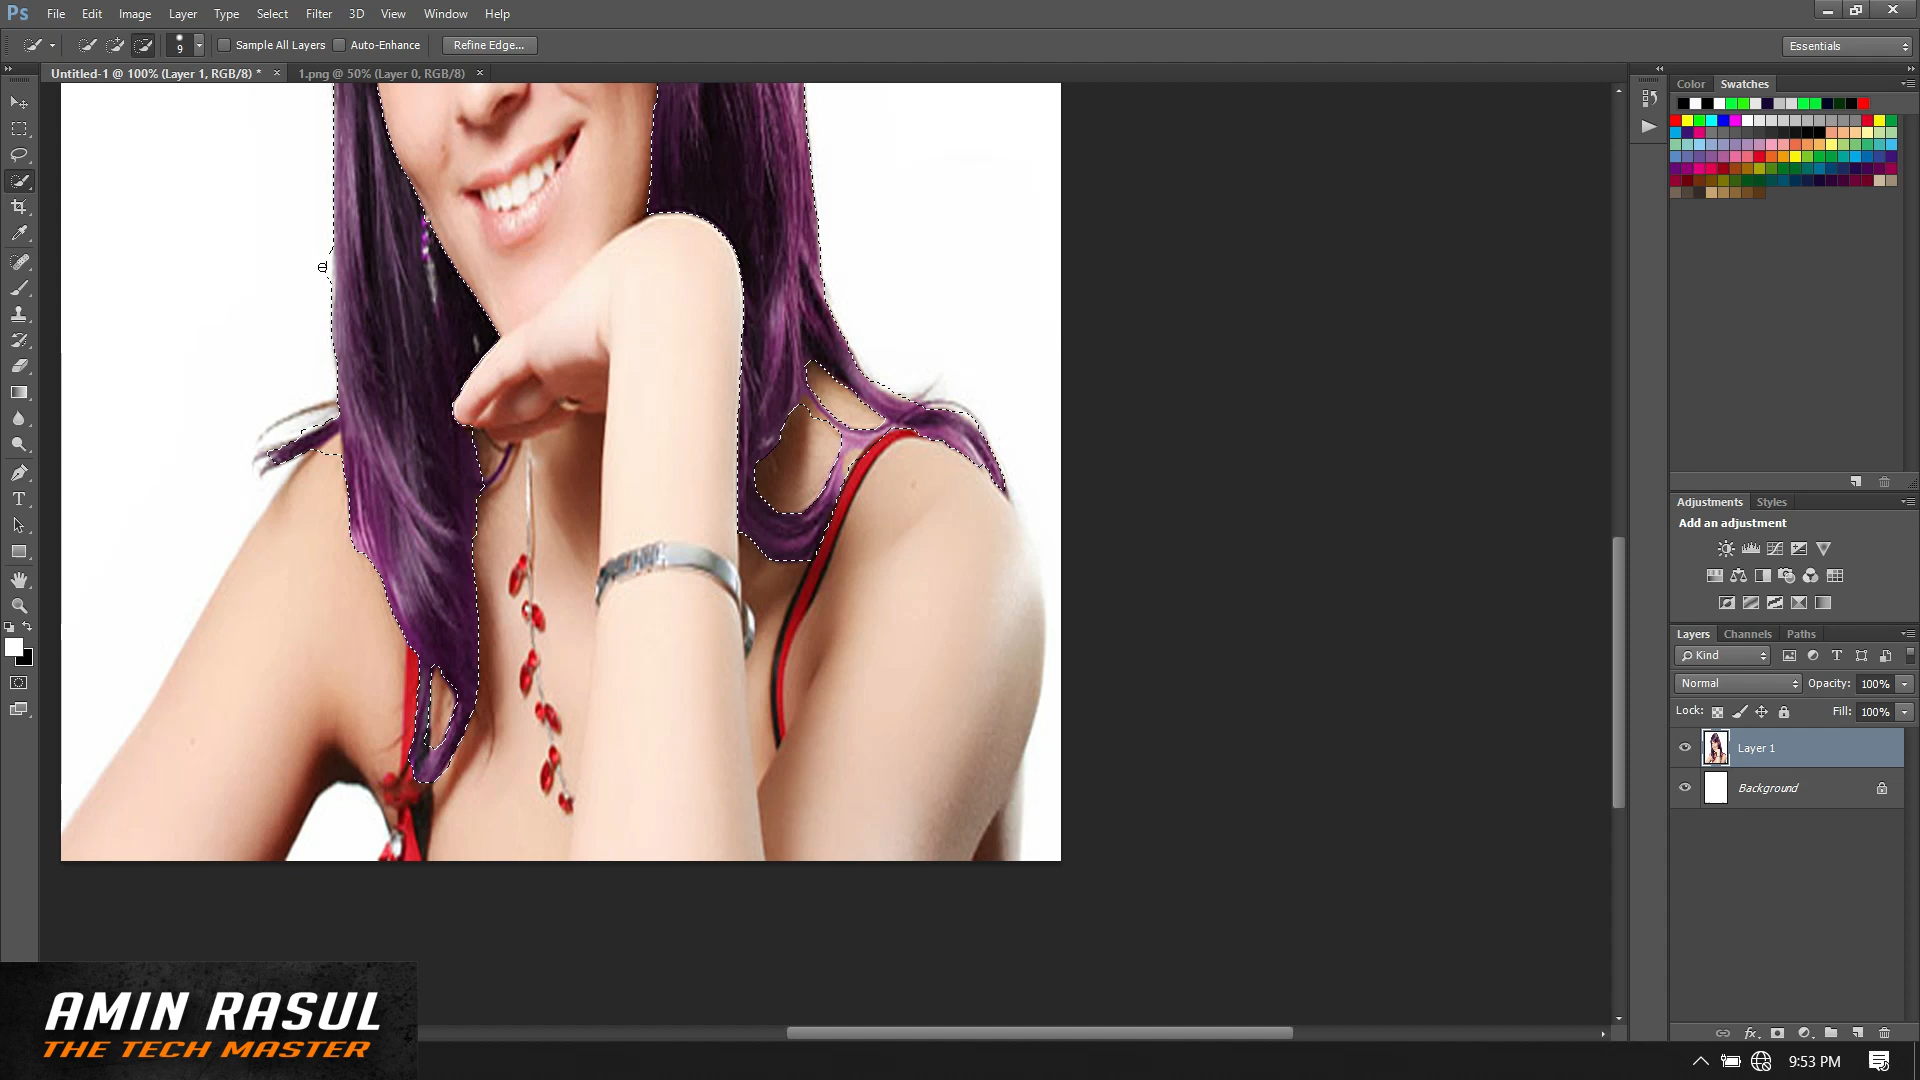 Ps File Edit Image Layer Type Select Filter 3D View Window Help
9 Sample All Layers Auto-Enhance Refine Edge... Essentials
Untitled-1 @ 100% (Layer 1, RGB/8) * × 1.png @ 50% (Layer 0, RGB/8) ×
Color Swatches
Adjustments Styles
Add an adjustment
Layers Channels Paths
Kind
Normal Opacity: 100%
Lock: Fill: 100%
Layer 1
Background
fx
AMIN RASUL
THE TECH MASTER
9:53 PM